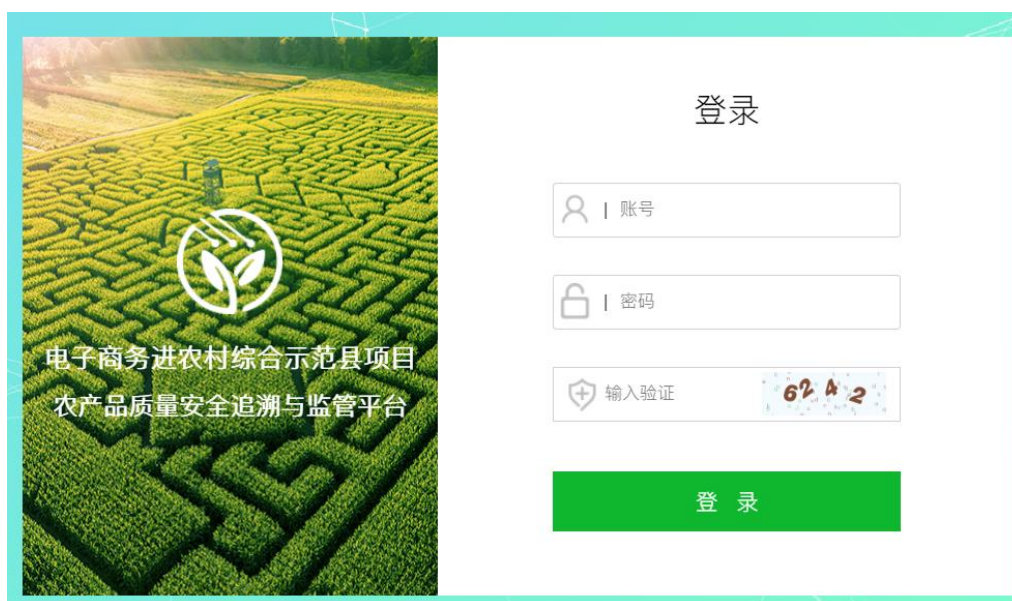 电子商务进农村综合示范县项目
农产品质量安全追溯与监管平台
登录
账号
密码
输入验证 6242
登 录